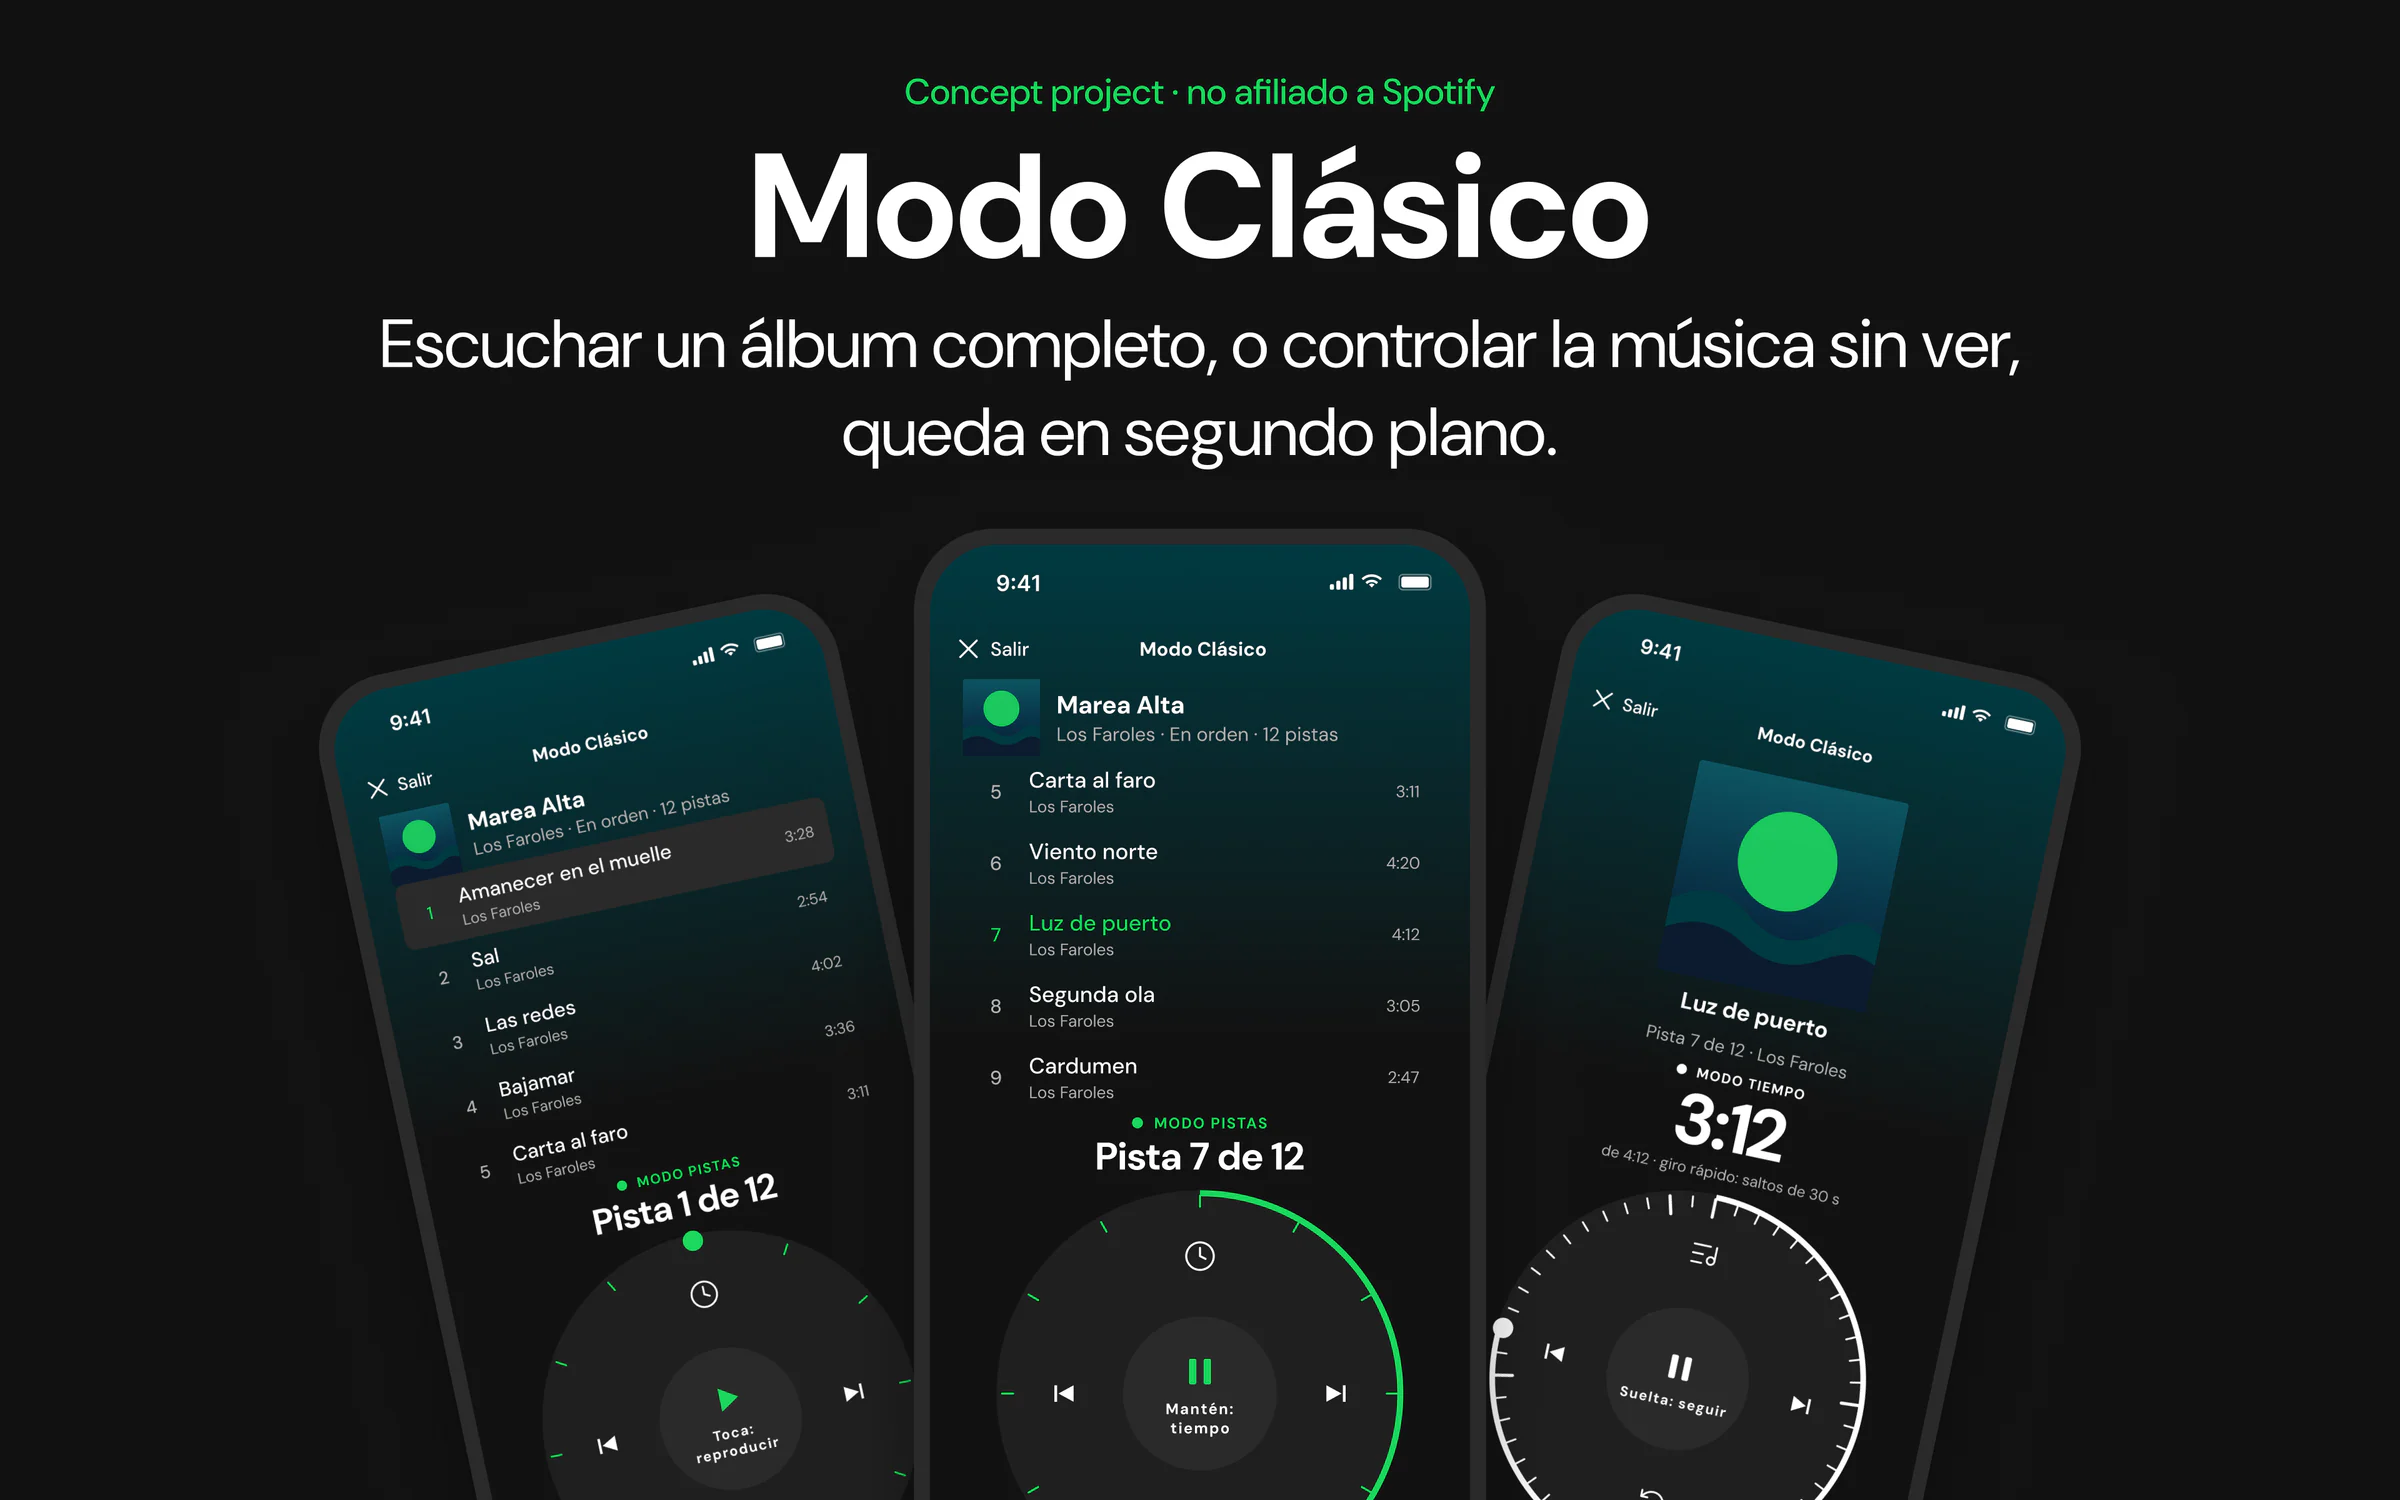 Concept project · no afiliado a Spotify
Modo Clásico
Escuchar un álbum completo, o controlar la música sin ver,
queda en segundo plano.
9:41
Modo Clásico
Salir
Marea Alta
Los Faroles · En orden · 12 pistas
1
Amanecer en el muelle
3:28
Los Faroles
2
Sal
2:54
Los Faroles
3
Las redes
4:02
Los Faroles
4
Bajamar
3:36
Los Faroles
5
Carta al faro
3:11
Los Faroles
MODO PISTAS
Pista 1 de 12
Toca:
reproducir
9:41
Salir
Modo Clásico
Marea Alta
Los Faroles · En orden · 12 pistas
5
Carta al faro
3:11
Los Faroles
6
Viento norte
4:20
Los Faroles
7
Luz de puerto
4:12
Los Faroles
8
Segunda ola
3:05
Los Faroles
9
Cardumen
2:47
Los Faroles
MODO PISTAS
Pista 7 de 12
Mantén:
tiempo
9:41
Salir
Modo Clásico
Luz de puerto
Pista 7 de 12 · Los Faroles
MODO TIEMPO
3:12
de 4:12 · giro rápido: saltos de 30 s
Suelta: seguir